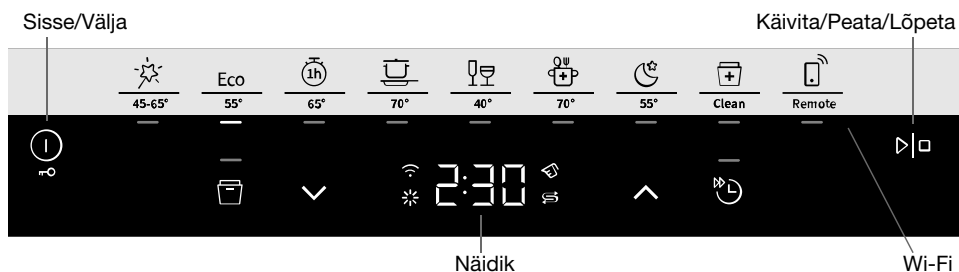 Sisse/Välja Käivita/Peata/Lõpeta
Eco 1h
45-65° 55° 65° 70° 40° 70° 55° Clean Remote
2:30
Näidik Wi-Fi